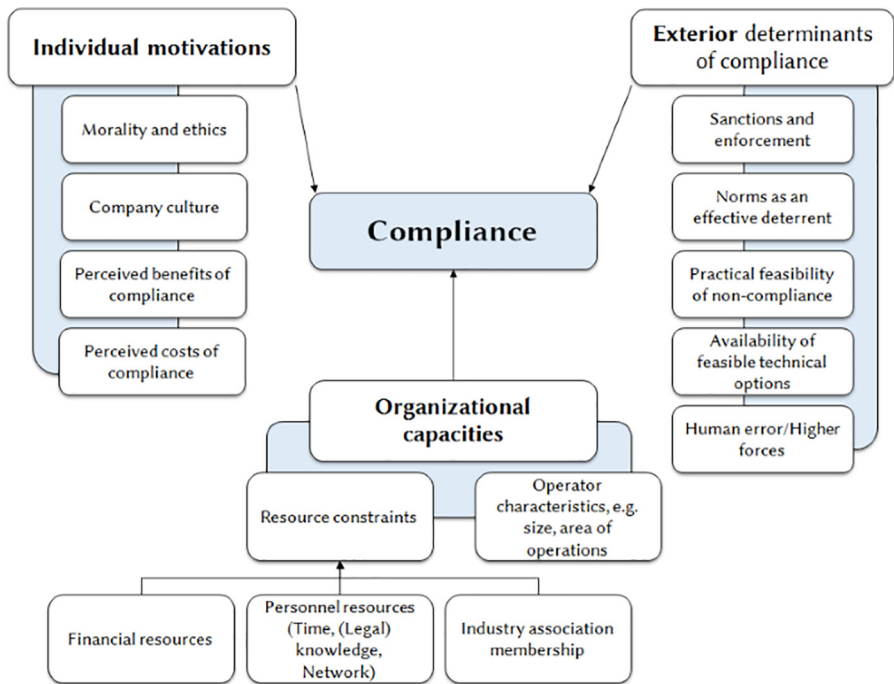 Individual motivations
Morality and ethics
Company culture
Perceived benefits of
compliance
Perceived costs of
compliance
Exterior determinants
of compliance
Sanctions and
enforcement
Norms as an
effective deterrent
Practical feasibility
of non-compliance
Availability of
feasible technical
options
Human error/Higher
forces
Compliance
Organizational
capacities
Resource constraints
Operator
characteristics, e.g.
size, area of
operations
Financial resources
Personnel resources
(Time, (Legal)
knowledge,
Network)
Industry association
membership